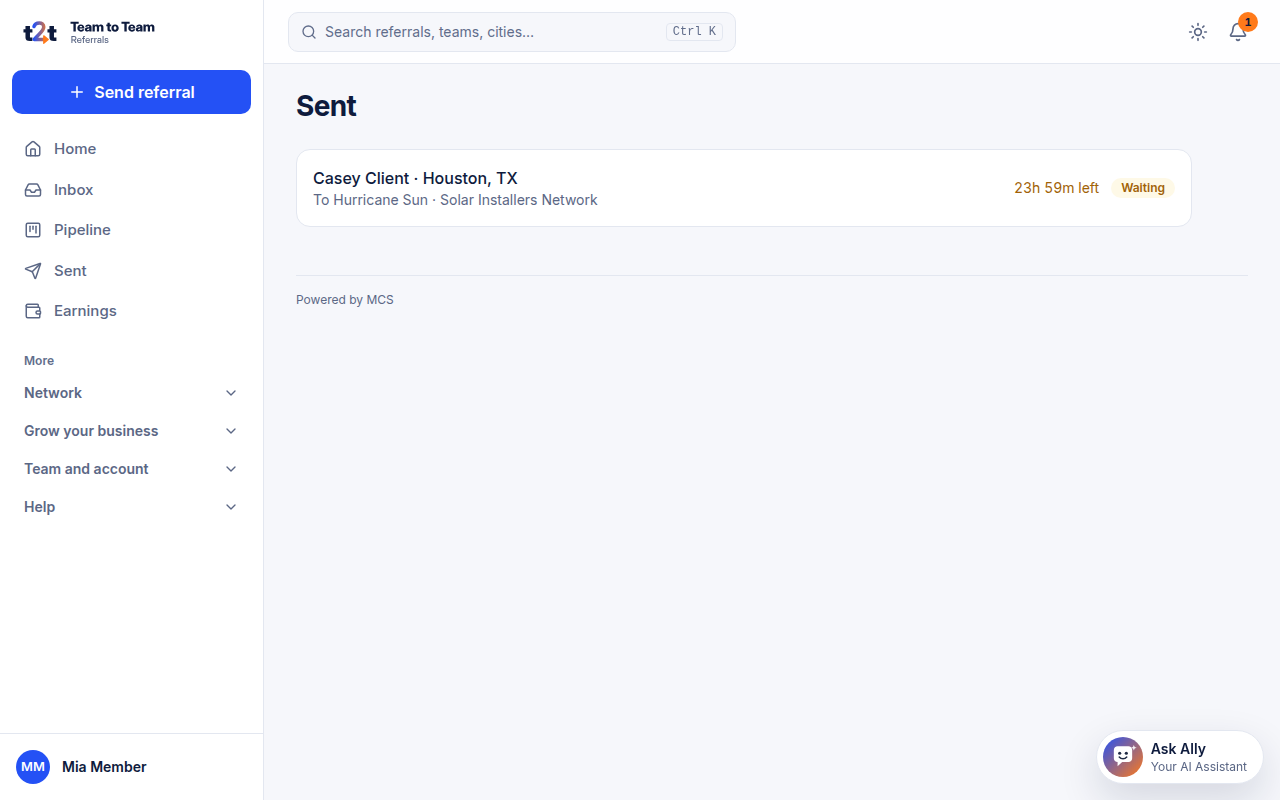 t2t Team to Team
Referrals
Search referrals, teams, cities...
Ctrl K
1
Send referral
Home
Inbox
Pipeline
Sent
Earnings
More
Network
Grow your business
Team and account
Help
MM Mia Member
Sent
Casey Client · Houston, TX
To Hurricane Sun · Solar Installers Network
23h 59m left
Waiting
Powered by MCS
Ask Ally
Your AI Assistant